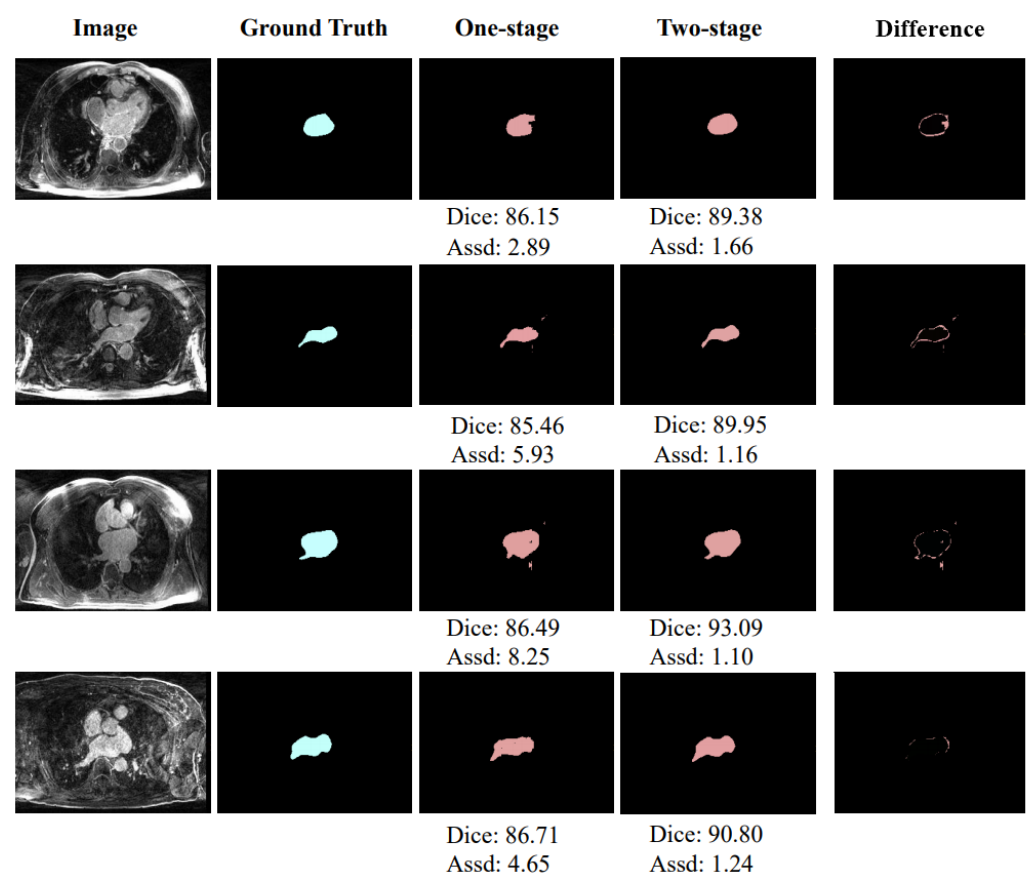 Image Ground Truth One-stage Two-stage Difference
Dice: 86.15 Dice: 89.38
Assd: 2.89 Assd: 1.66
Dice: 85.46 Dice: 89.95
Assd: 5.93 Assd: 1.16
Dice: 86.49 Dice: 93.09
Assd: 8.25 Assd: 1.10
Dice: 86.71 Dice: 90.80
Assd: 4.65 Assd: 1.24